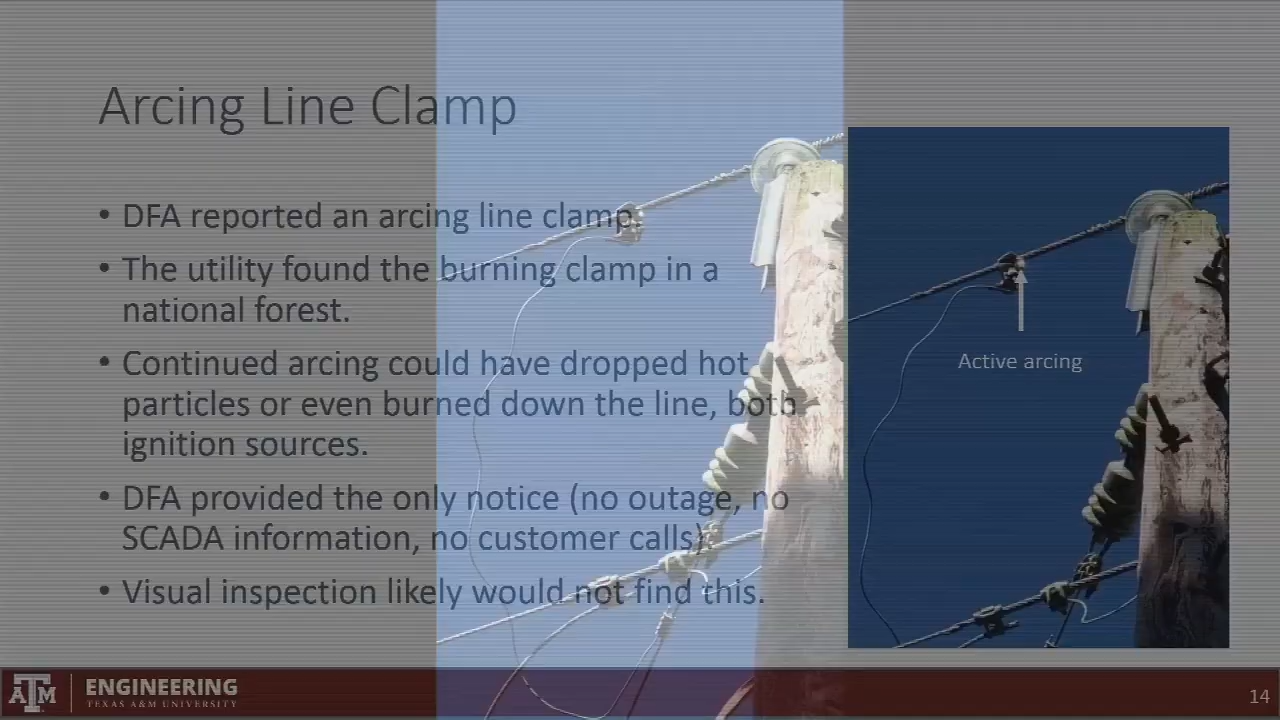 Arcing Line Clamp
• DFA reported an arcing line clamp.
• The utility found the burning clamp in a
national forest.
• Continued arcing could have dropped hot
particles or even burned down the line, both
ignition sources.
• DFA provided the only notice (no outage, no
SCADA information, no customer calls).
• Visual inspection likely would not find this.
Active arcing
ATM ENGINEERING
TEXAS A&M UNIVERSITY
14